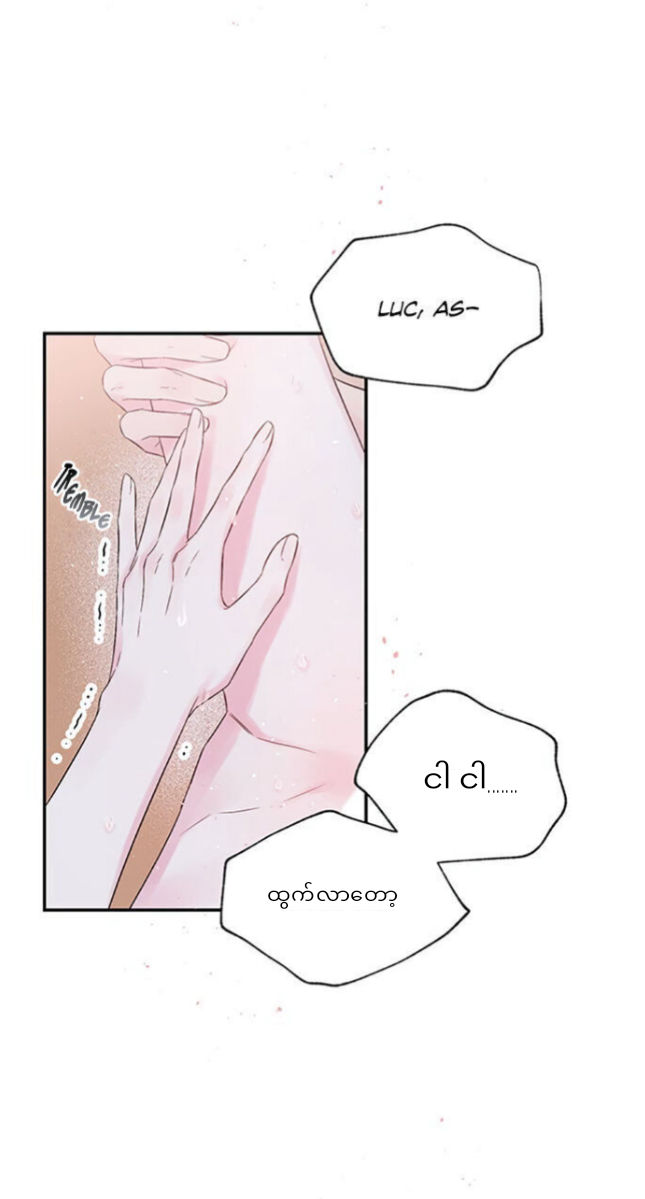 LUC, AS-
TREMBLE
ငါ ငါ.......
ထွက်လာတော့